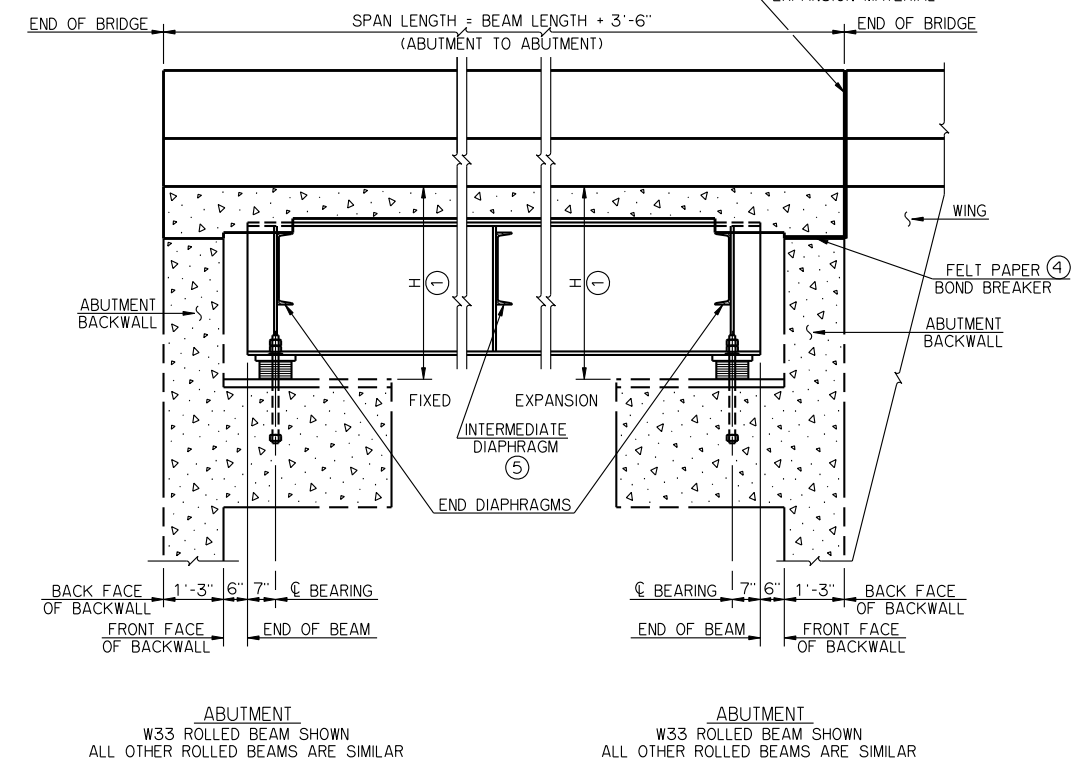 EXPANSION MATERIAL
END OF BRIDGE
SPAN LENGTH = BEAM LENGTH + 3'-6"
(ABUTMENT TO ABUTMENT)
END OF BRIDGE
WING
H 1
H 1
FELT PAPER 4
BOND BREAKER
ABUTMENT
BACKWALL
ABUTMENT
BACKWALL
FIXED
EXPANSION
INTERMEDIATE
DIAPHRAGM
5
END DIAPHRAGMS
BACK FACE
OF BACKWALL
1'-3"
6"
7"
℄ BEARING
℄ BEARING
7"
6"
1'-3"
BACK FACE
OF BACKWALL
FRONT FACE
OF BACKWALL
END OF BEAM
END OF BEAM
FRONT FACE
OF BACKWALL
ABUTMENT
W33 ROLLED BEAM SHOWN
ALL OTHER ROLLED BEAMS ARE SIMILAR
ABUTMENT
W33 ROLLED BEAM SHOWN
ALL OTHER ROLLED BEAMS ARE SIMILAR